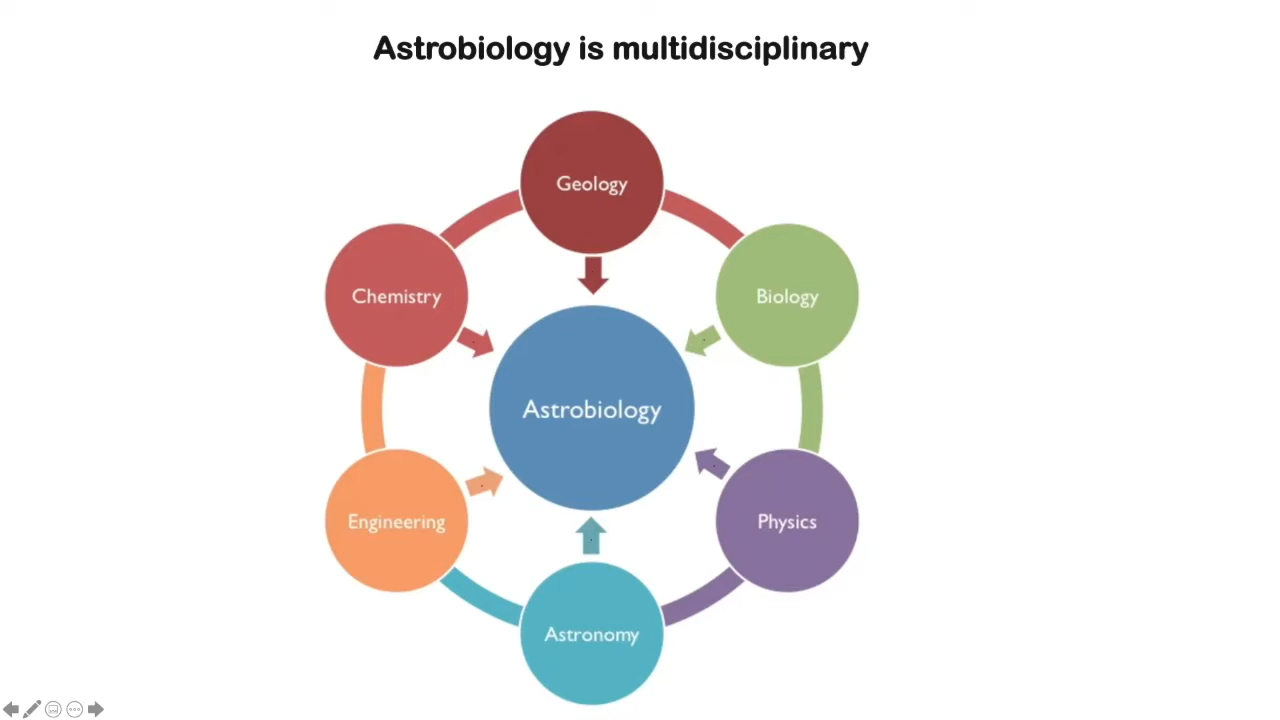 Astrobiology is multidisciplinary
Geology
Chemistry
Biology
Astrobiology
Engineering
Physics
Astronomy